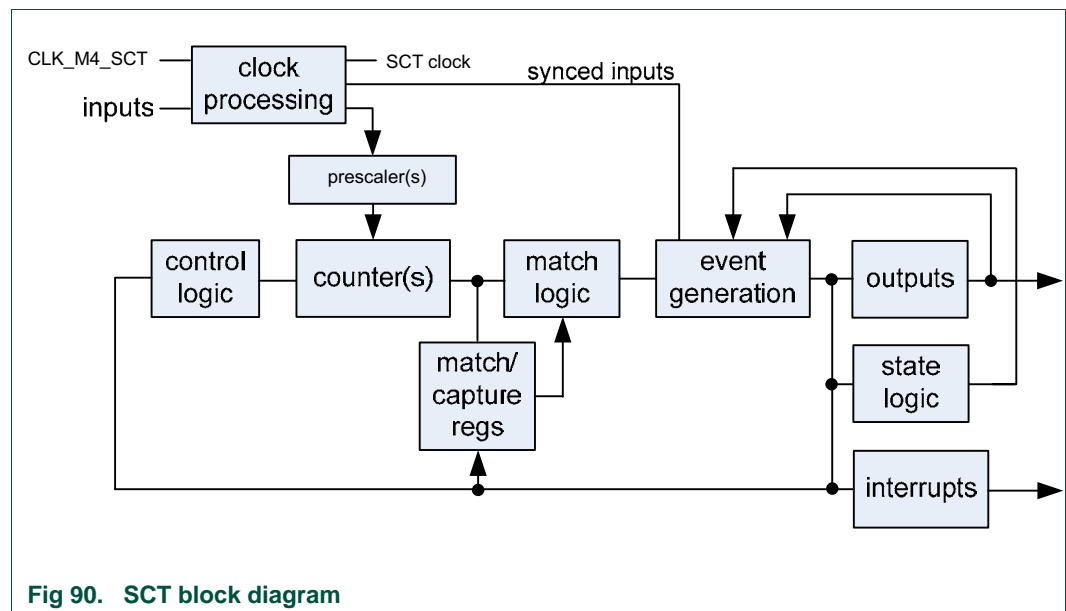 CLK_M4_SCT
inputs
clock
processing
SCT clock
synced inputs
prescaler(s)
control
logic
counter(s)
match
logic
event
generation
outputs
match/
capture
regs
state
logic
interrupts
Fig 90. SCT block diagram